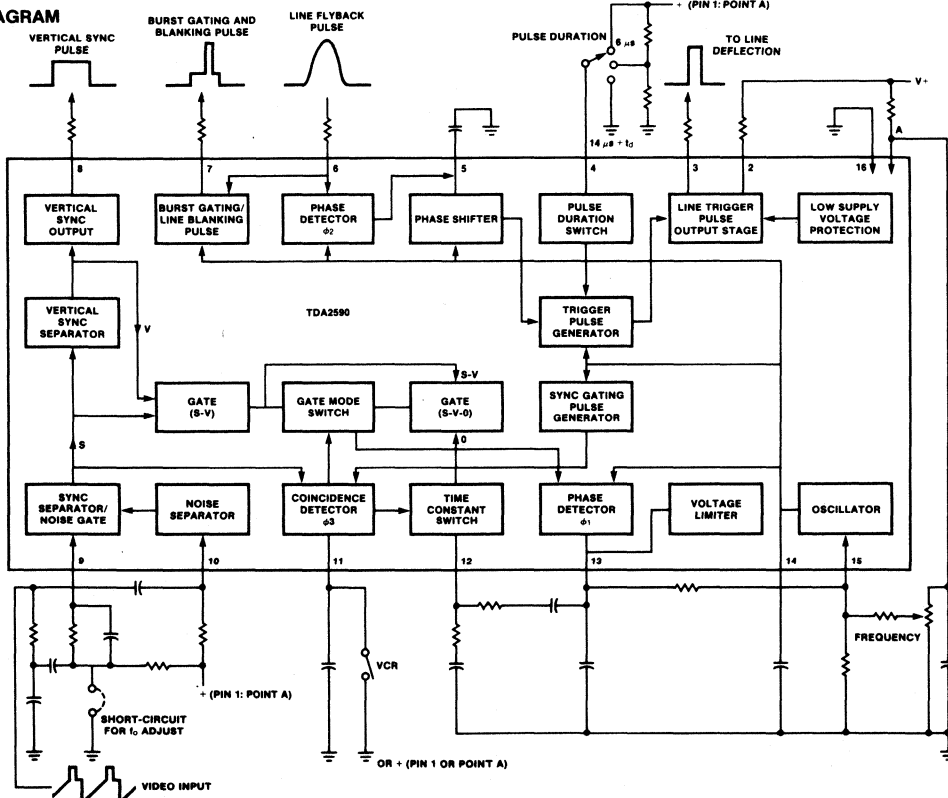 AGRAM
VERTICAL SYNC
PULSE
BURST GATING AND
BLANKING PULSE
LINE FLYBACK
PULSE
PULSE DURATION
6 μs
+ (PIN 1: POINT A)
TO LINE
DEFLECTION
V+
A
14 μs + td
8
7
6
5
4
3
2
16
VERTICAL
SYNC
OUTPUT
BURST GATING/
LINE BLANKING
PULSE
PHASE
DETECTOR
φ2
PHASE SHIFTER
PULSE
DURATION
SWITCH
LINE TRIGGER
PULSE
OUTPUT STAGE
LOW SUPPLY
VOLTAGE
PROTECTION
VERTICAL
SYNC
SEPARATOR
V
TDA2590
TRIGGER
PULSE
GENERATOR
GATE
(S-V)
GATE MODE
SWITCH
S-V
GATE
(S-V-0)
SYNC GATING
PULSE
GENERATOR
S
0
SYNC
SEPARATOR/
NOISE GATE
NOISE
SEPARATOR
COINCIDENCE
DETECTOR
φ3
TIME
CONSTANT
SWITCH
PHASE
DETECTOR
φ1
VOLTAGE
LIMITER
OSCILLATOR
9
10
11
12
13
14
15
FREQUENCY
VCR
+ (PIN 1: POINT A)
SHORT-CIRCUIT
FOR fo ADJUST
OR + (PIN 1 OR POINT A)
VIDEO INPUT